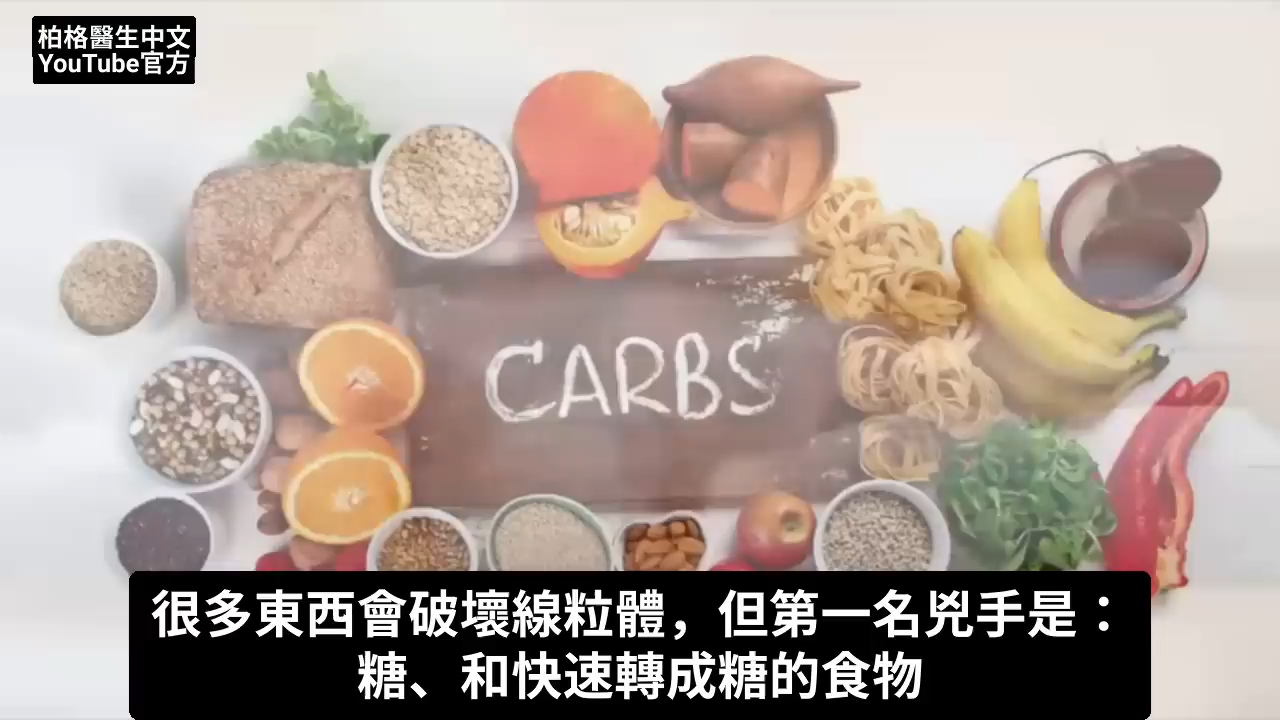 柏格醫生中文
YouTube官方
CARBS
很多東西會破壞線粒體，但第一名兇手是：
糖、和快速轉成糖的食物